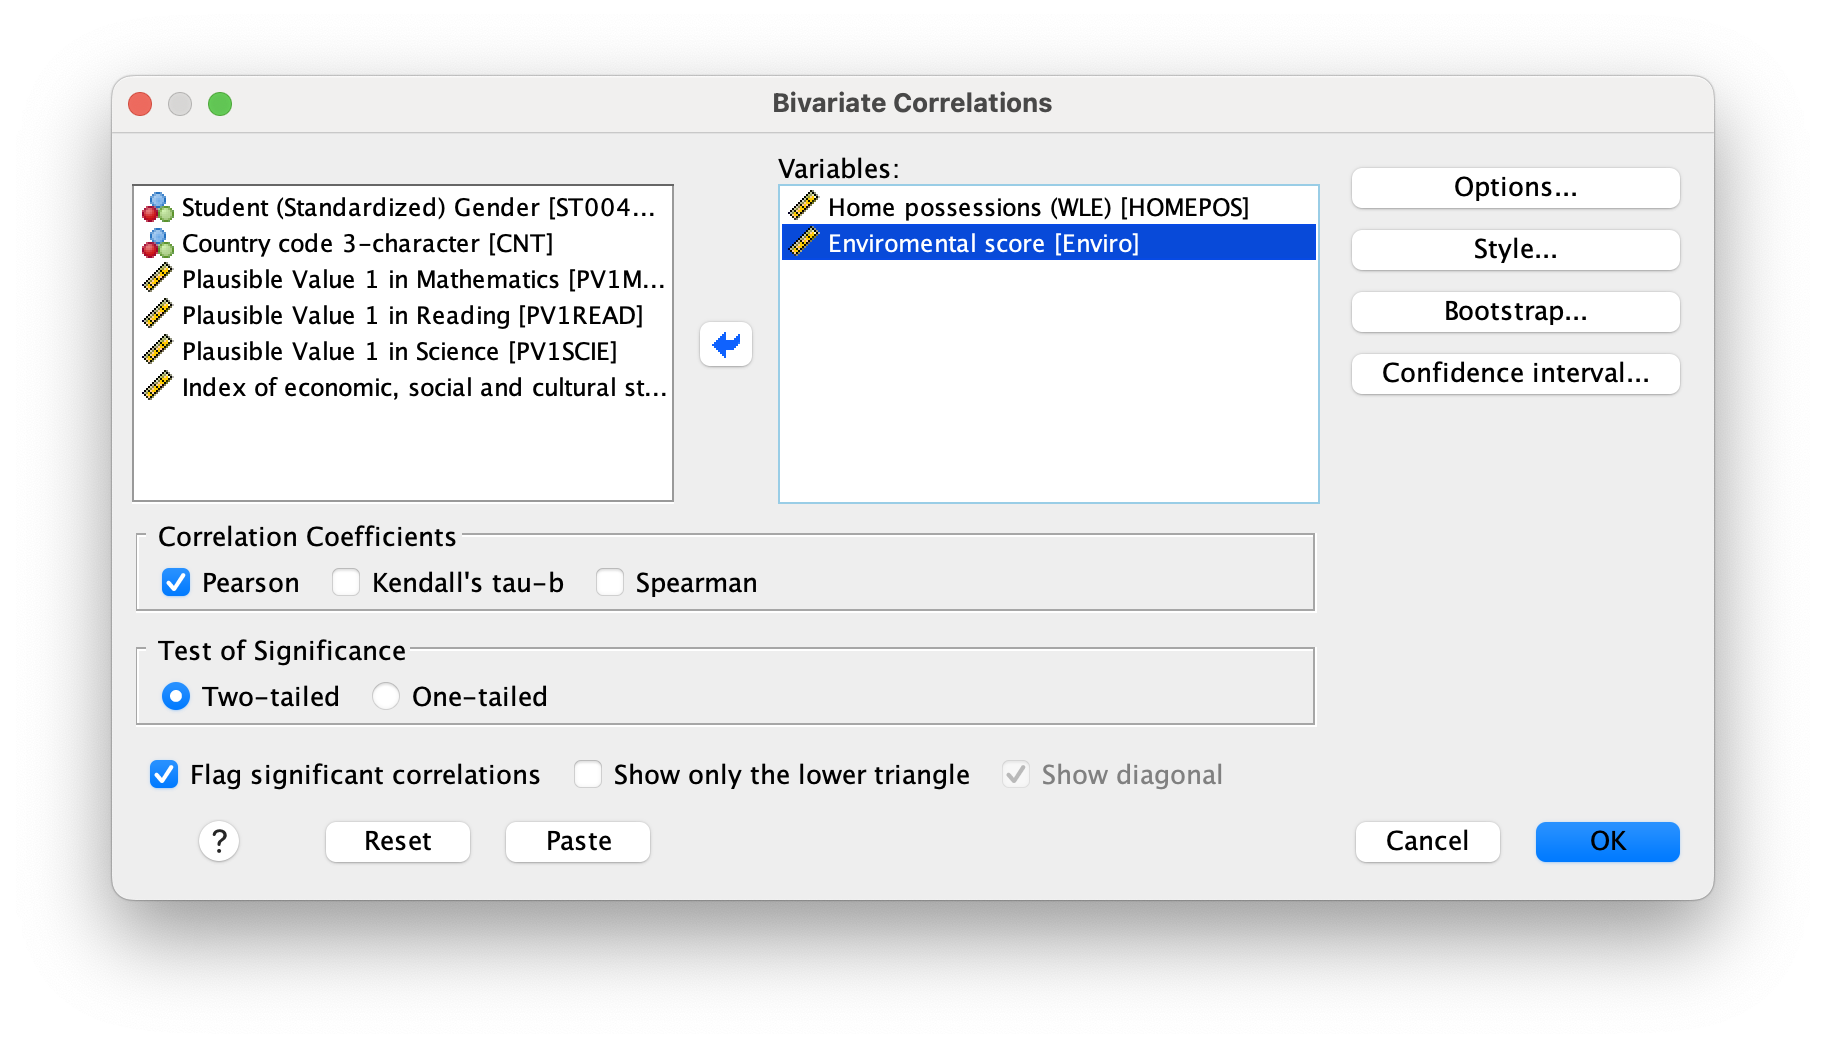 Bivariate Correlations
Student (Standardized) Gender [ST004...
Country code 3-character [CNT]
Plausible Value 1 in Mathematics [PV1M...
Plausible Value 1 in Reading [PV1READ]
Plausible Value 1 in Science [PV1SCIE]
Index of economic, social and cultural st...
Variables:
Home possessions (WLE) [HOMEPOS]
Enviromental score [Enviro]
Options...
Style...
Bootstrap...
Confidence interval...
Correlation Coefficients
Pearson Kendall's tau-b Spearman
Test of Significance
Two-tailed One-tailed
Flag significant correlations Show only the lower triangle Show diagonal
? Reset Paste Cancel OK